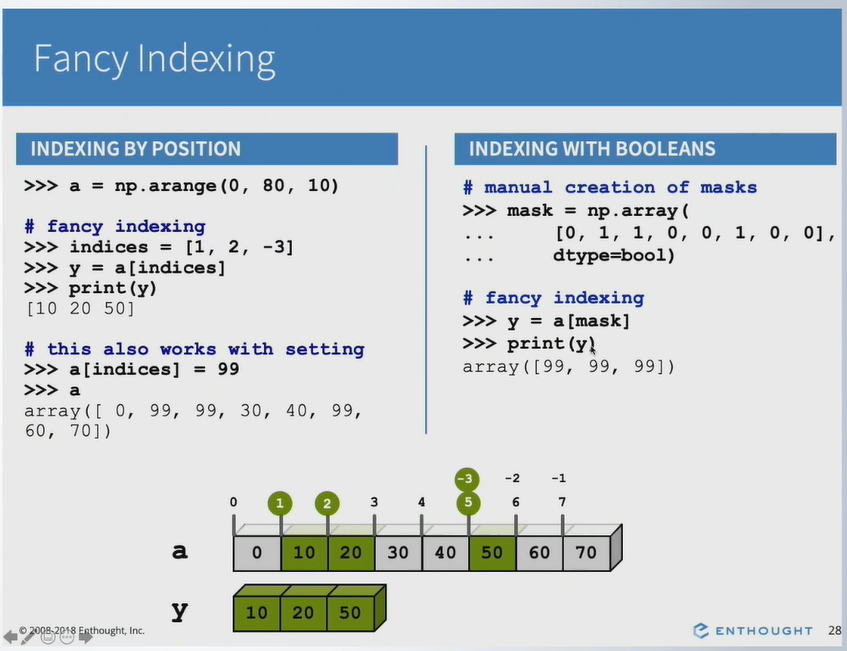 Fancy Indexing
INDEXING BY POSITION
>>> a = np.arange(0, 80, 10)
# fancy indexing
>>> indices = [1, 2, -3]
>>> y = a[indices]
>>> print(y)
[10 20 50]
# this also works with setting
>>> a[indices] = 99
>>> a
array([ 0, 99, 99, 30, 40, 99,
60, 70])
INDEXING WITH BOOLEANS
# manual creation of masks
>>> mask = np.array(
... [0, 1, 1, 0, 0, 1, 0, 0],
... dtype=bool)
# fancy indexing
>>> y = a[mask]
>>> print(y)
array([99, 99, 99])
-3 -2 -1
0 1 2 3 4 5 6 7
a 0 10 20 30 40 50 60 70
y 10 20 50
© 2008-2018 Enthought, Inc.
ENTHOUGHT 28